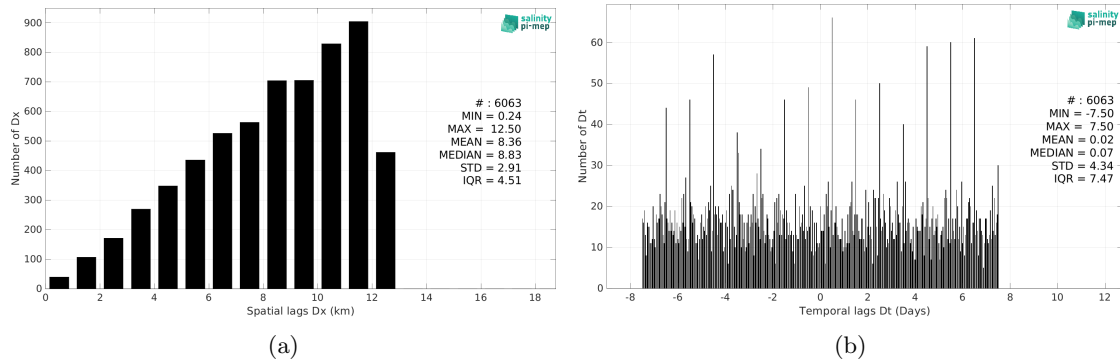 salinity
pi-mep
900
800
700
600
500
400
300
200
100
0
Number of Dx
# : 6063
MIN = 0.24
MAX = 12.50
MEAN = 8.36
MEDIAN = 8.83
STD = 2.91
IQR = 4.51
0 2 4 6 8 10 12 14 16 18
Spatial lags Dx (km)
(a)
salinity
pi-mep
60
50
40
30
20
10
0
Number of Dt
# : 6063
MIN = -7.50
MAX = 7.50
MEAN = 0.02
MEDIAN = 0.07
STD = 4.34
IQR = 7.47
-8 -6 -4 -2 0 2 4 6 8 10 12
Temporal lags Dt (Days)
(b)